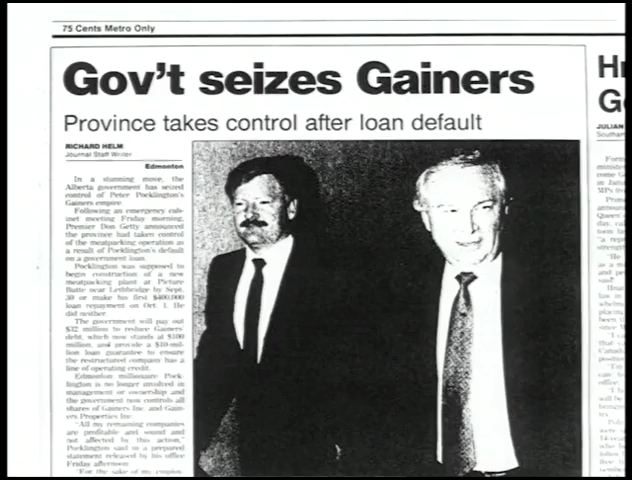 75 Cents Metro Only
Gov't seizes Gainers
Province takes control after loan default
RICHARD HELM
Journal Staff Writer
Edmonton
In a stunning move, the
Alberta government has seized
control of Peter Pocklington's
Gainers empire.
Following an emergency cab-
inet meeting Friday morning,
Premier Don Getty announced
the province had taken control
of the meatpacking operation as
a result of Pocklington's default
on a government loan.
Pocklington was supposed to
begin construction of a new
meatpacking plant at Picture
Butte near Lethbridge by Sept.
30 or make his first $400,000
loan repayment on Oct. 1. He
did neither.
The government will pay out
$32 million to reduce Gainers'
debt, which now stands at $100
million, and provide a $10-mil-
lion loan guarantee to ensure
the restructured company has a
line of operating credit.
Edmonton millionaire Pock-
lington is no longer involved in
management or ownership and
the government now controls all
shares of Gainers Inc. and Gain-
ers Properties Inc.
"All my remaining companies
are profitable and sound and
not affected by this action,"
Pocklington said in a prepared
statement released by his office
Friday afternoon.
"For the sake of my employ
JULIAN